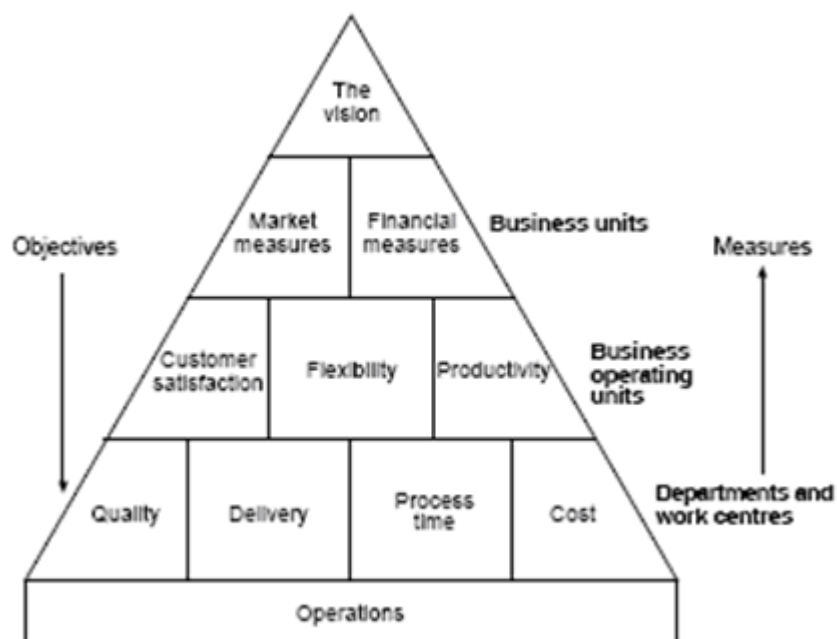 The
vision
Market
measures
Financial
measures
Business units
Objectives
Measures
Customer
satisfaction
Flexibility
Productivity
Business
operating
units
Quality
Delivery
Process
time
Cost
Departments and
work centres
Operations